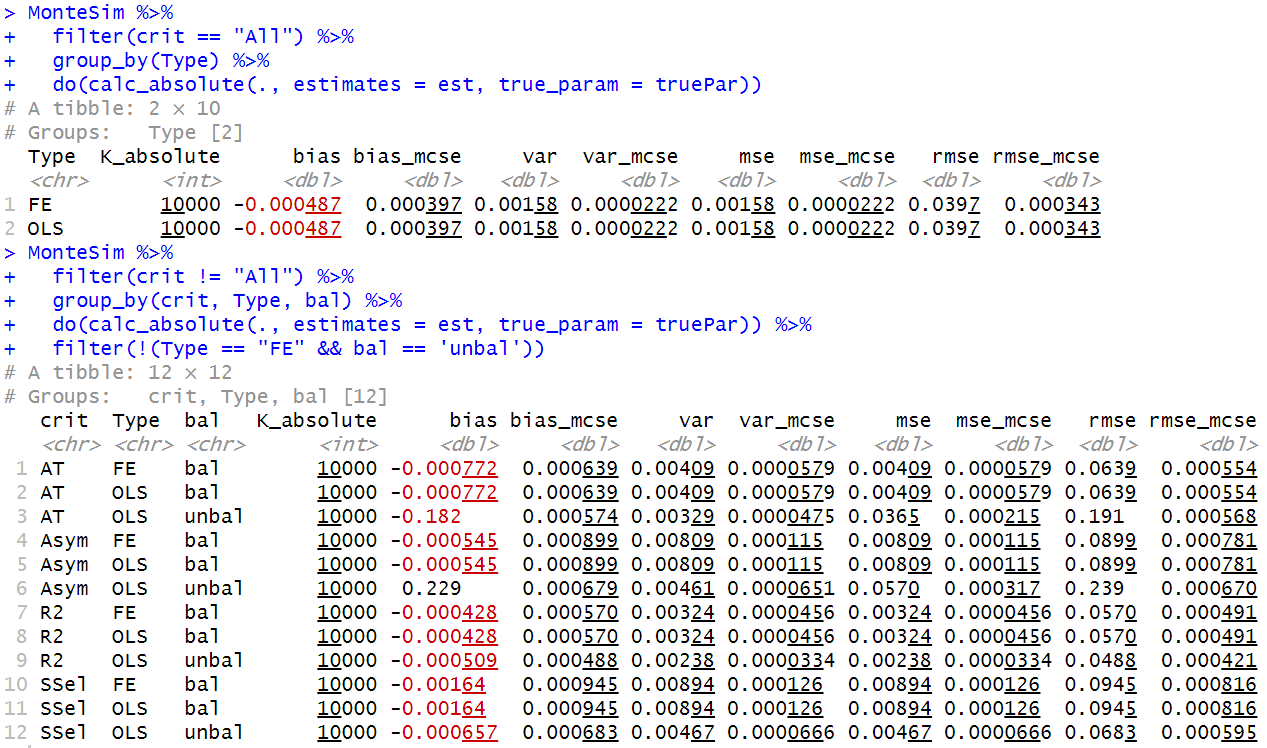 > MonteSim %>%
+   filter(crit == "All") %>%
+   group_by(Type) %>%
+   do(calc_absolute(., estimates = est, true_param = truePar))
# A tibble: 2 × 10
# Groups:   Type [2]
  Type  K_absolute      bias bias_mcse     var  var_mcse     mse  mse_mcse   rmse rmse_mcse
  <chr>      <int>     <dbl>     <dbl>   <dbl>     <dbl>   <dbl>     <dbl>  <dbl>     <dbl>
1 FE         10000 -0.000487  0.000397 0.00158 0.0000222 0.00158 0.0000222 0.0397  0.000343
2 OLS        10000 -0.000487  0.000397 0.00158 0.0000222 0.00158 0.0000222 0.0397  0.000343
> MonteSim %>%
+   filter(crit != "All") %>%
+   group_by(crit, Type, bal) %>%
+   do(calc_absolute(., estimates = est, true_param = truePar)) %>%
+   filter(!(Type == "FE" && bal == 'unbal'))
# A tibble: 12 × 12
# Groups:   crit, Type, bal [12]
   crit  Type  bal   K_absolute      bias bias_mcse     var  var_mcse     mse  mse_mcse   rmse rmse_mcse
   <chr> <chr> <chr>      <int>     <dbl>     <dbl>   <dbl>     <dbl>   <dbl>     <dbl>  <dbl>     <dbl>
 1 AT    FE    bal        10000 -0.000772  0.000639 0.00409 0.0000579 0.00409 0.0000579 0.0639  0.000554
 2 AT    OLS   bal        10000 -0.000772  0.000639 0.00409 0.0000579 0.00409 0.0000579 0.0639  0.000554
 3 AT    OLS   unbal      10000 -0.182     0.000574 0.00329 0.0000475 0.0365  0.000215  0.191   0.000568
 4 Asym  FE    bal        10000 -0.000545  0.000899 0.00809 0.000115  0.00809 0.000115  0.0899  0.000781
 5 Asym  OLS   bal        10000 -0.000545  0.000899 0.00809 0.000115  0.00809 0.000115  0.0899  0.000781
 6 Asym  OLS   unbal      10000  0.229     0.000679 0.00461 0.0000651 0.0570  0.000317  0.239   0.000670
 7 R2    FE    bal        10000 -0.000428  0.000570 0.00324 0.0000456 0.00324 0.0000456 0.0570  0.000491
 8 R2    OLS   bal        10000 -0.000428  0.000570 0.00324 0.0000456 0.00324 0.0000456 0.0570  0.000491
 9 R2    OLS   unbal      10000 -0.000509  0.000488 0.00238 0.0000334 0.00238 0.0000334 0.0488  0.000421
10 SSel  FE    bal        10000 -0.00164   0.000945 0.00894 0.000126  0.00894 0.000126  0.0945  0.000816
11 SSel  OLS   bal        10000 -0.00164   0.000945 0.00894 0.000126  0.00894 0.000126  0.0945  0.000816
12 SSel  OLS   unbal      10000 -0.000657  0.000683 0.00467 0.0000666 0.00467 0.0000666 0.0683  0.000595